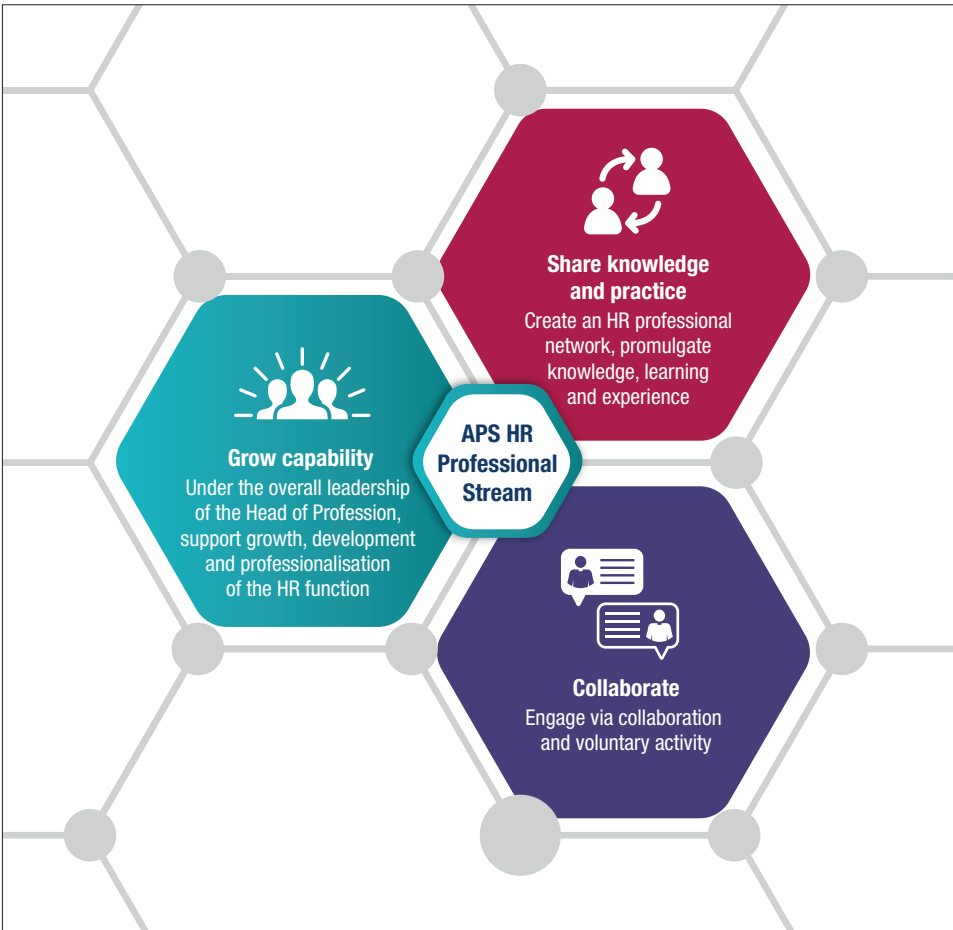 Share knowledge
and practice
Create an HR professional
network, promulgate
knowledge, learning
and experience
Grow capability
Under the overall leadership
of the Head of Profession,
support growth, development
and professionalisation
of the HR function
APS HR
Professional
Stream
Collaborate
Engage via collaboration
and voluntary activity